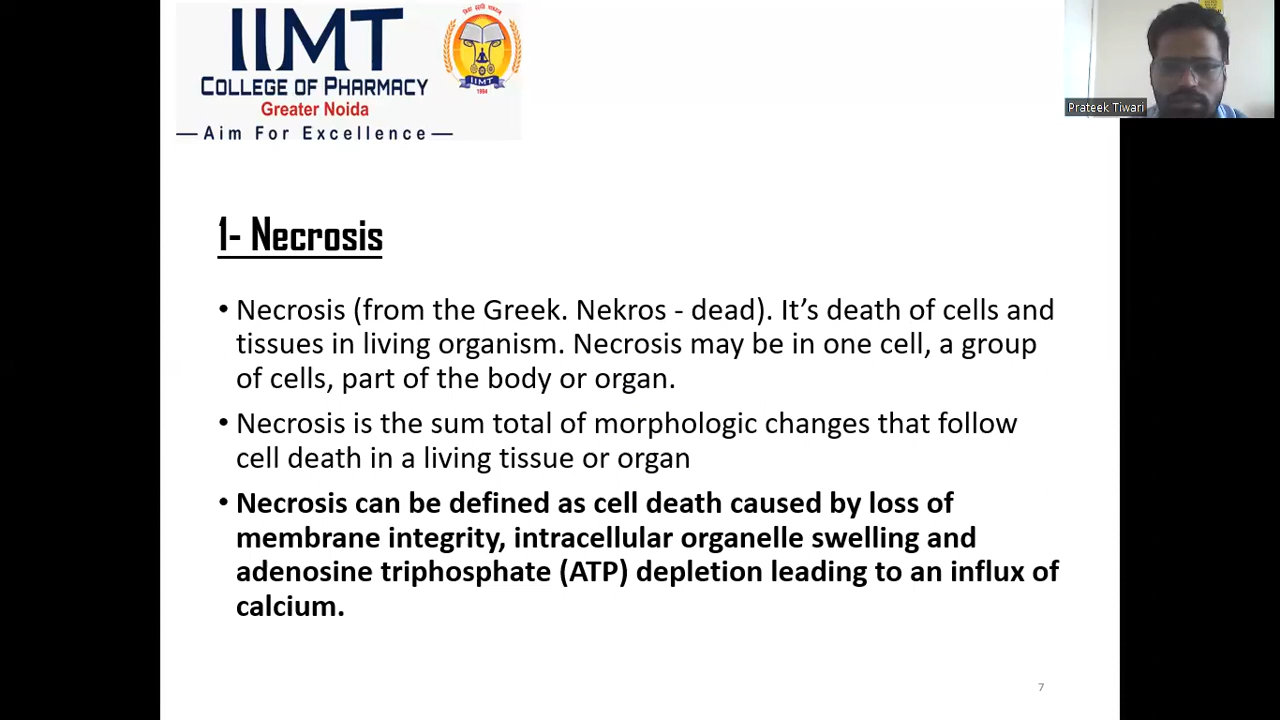 IIMT
COLLEGE OF PHARMACY
Greater Noida
—Aim For Excellence—
IIMT
1994
Prateek Tiwari
1- Necrosis
• Necrosis (from the Greek. Nekros - dead). It’s death of cells and
tissues in living organism. Necrosis may be in one cell, a group
of cells, part of the body or organ.
• Necrosis is the sum total of morphologic changes that follow
cell death in a living tissue or organ
• Necrosis can be defined as cell death caused by loss of
membrane integrity, intracellular organelle swelling and
adenosine triphosphate (ATP) depletion leading to an influx of
calcium.
7